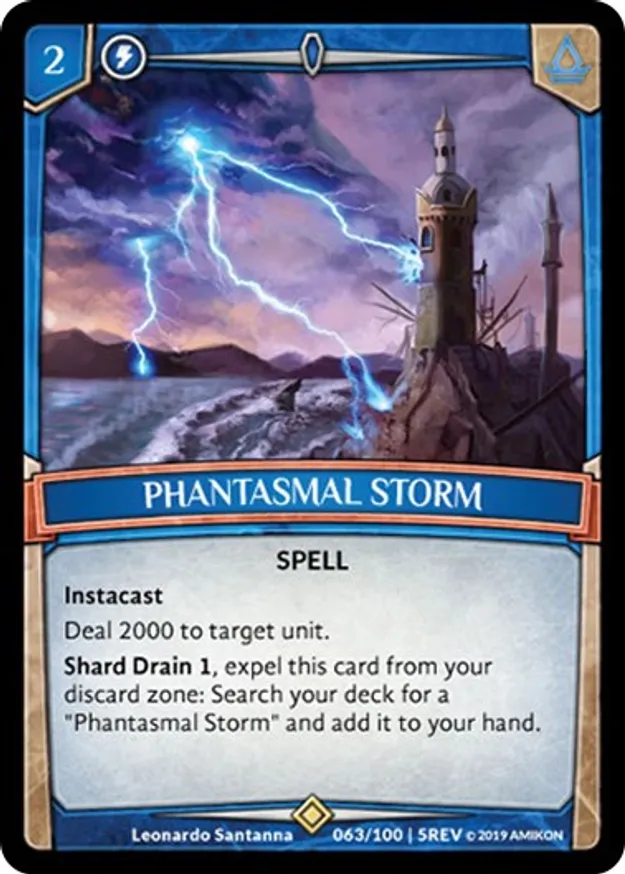 2
PHANTASMAL STORM
SPELL
Instacast
Deal 2000 to target unit.
Shard Drain 1, expel this card from your
discard zone: Search your deck for a
"Phantasmal Storm" and add it to your hand.
Leonardo Santanna 063/100 | 5REV © 2019 AMIKON